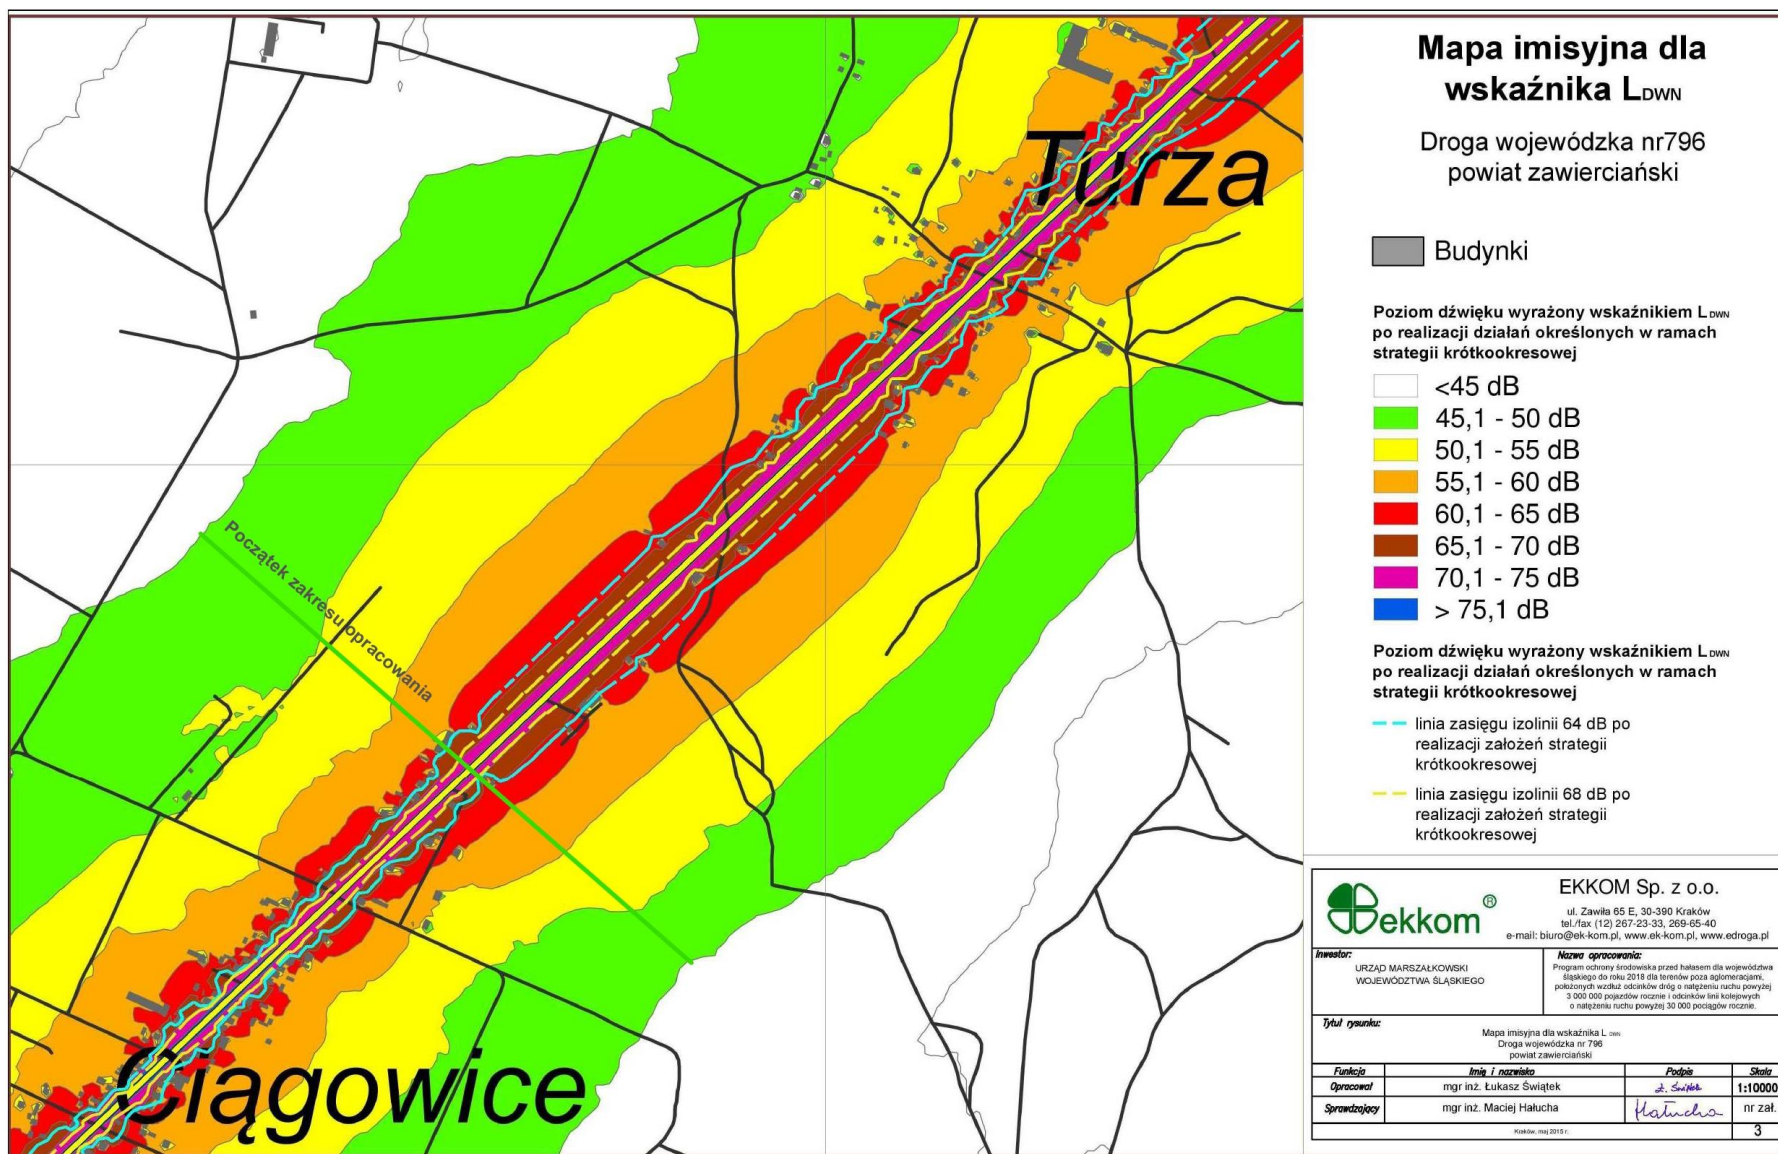 Turza
Początek zakresu opracowania
Ciągowice
Mapa imisyjna dla
wskaźnika LDWN
Droga wojewódzka nr796
powiat zawierciański
Budynki
Poziom dźwięku wyrażony wskaźnikiem LDWN
po realizacji działań określonych w ramach
strategii krótkookresowej
<45 dB
45,1 - 50 dB
50,1 - 55 dB
55,1 - 60 dB
60,1 - 65 dB
65,1 - 70 dB
70,1 - 75 dB
> 75,1 dB
Poziom dźwięku wyrażony wskaźnikiem LDWN
po realizacji działań określonych w ramach
strategii krótkookresowej
linia zasięgu izolinii 64 dB po
realizacji założeń strategii
krótkookresowej
linia zasięgu izolinii 68 dB po
realizacji założeń strategii
krótkookresowej
ekkom®
EKKOM Sp. z o.o.
ul. Zawiła 65 E, 30-390 Kraków
tel./fax (12) 267-23-33, 269-65-40
e-mail: biuro@ek-kom.pl, www.ek-kom.pl, www.edroga.pl
Inwestor:
URZĄD MARSZAŁKOWSKI
WOJEWÓDZTWA ŚLĄSKIEGO
Nazwa opracowania:
Program ochrony środowiska przed hałasem dla województwa
śląskiego do roku 2018 dla terenów poza aglomeracjami,
położonych wzdłuż odcinków dróg o natężeniu ruchu powyżej
3 000 000 pojazdów rocznie i odcinków linii kolejowych
o natężeniu ruchu powyżej 30 000 pociągów rocznie.
Tytuł rysunku:
Mapa imisyjna dla wskaźnika L DWN
Droga wojewódzka nr 796
powiat zawierciański
Funkcja Imię i nazwisko Podpis Skala
Opracował mgr inż. Łukasz Świątek Ł. Świątek 1:10000
Sprawdzający mgr inż. Maciej Hałucha Hałucha nr zał.
Kraków, maj 2015 r. 3